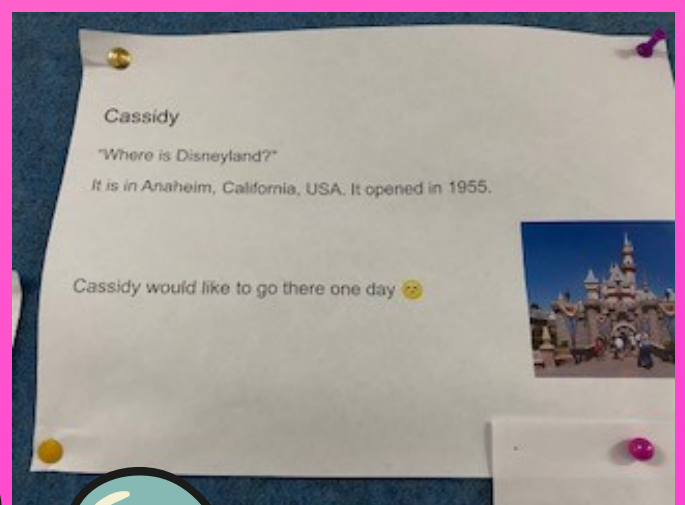 Cassidy
"Where is Disneyland?"
It is in Anaheim, California, USA. It opened in 1955.
Cassidy would like to go there one day 🙂